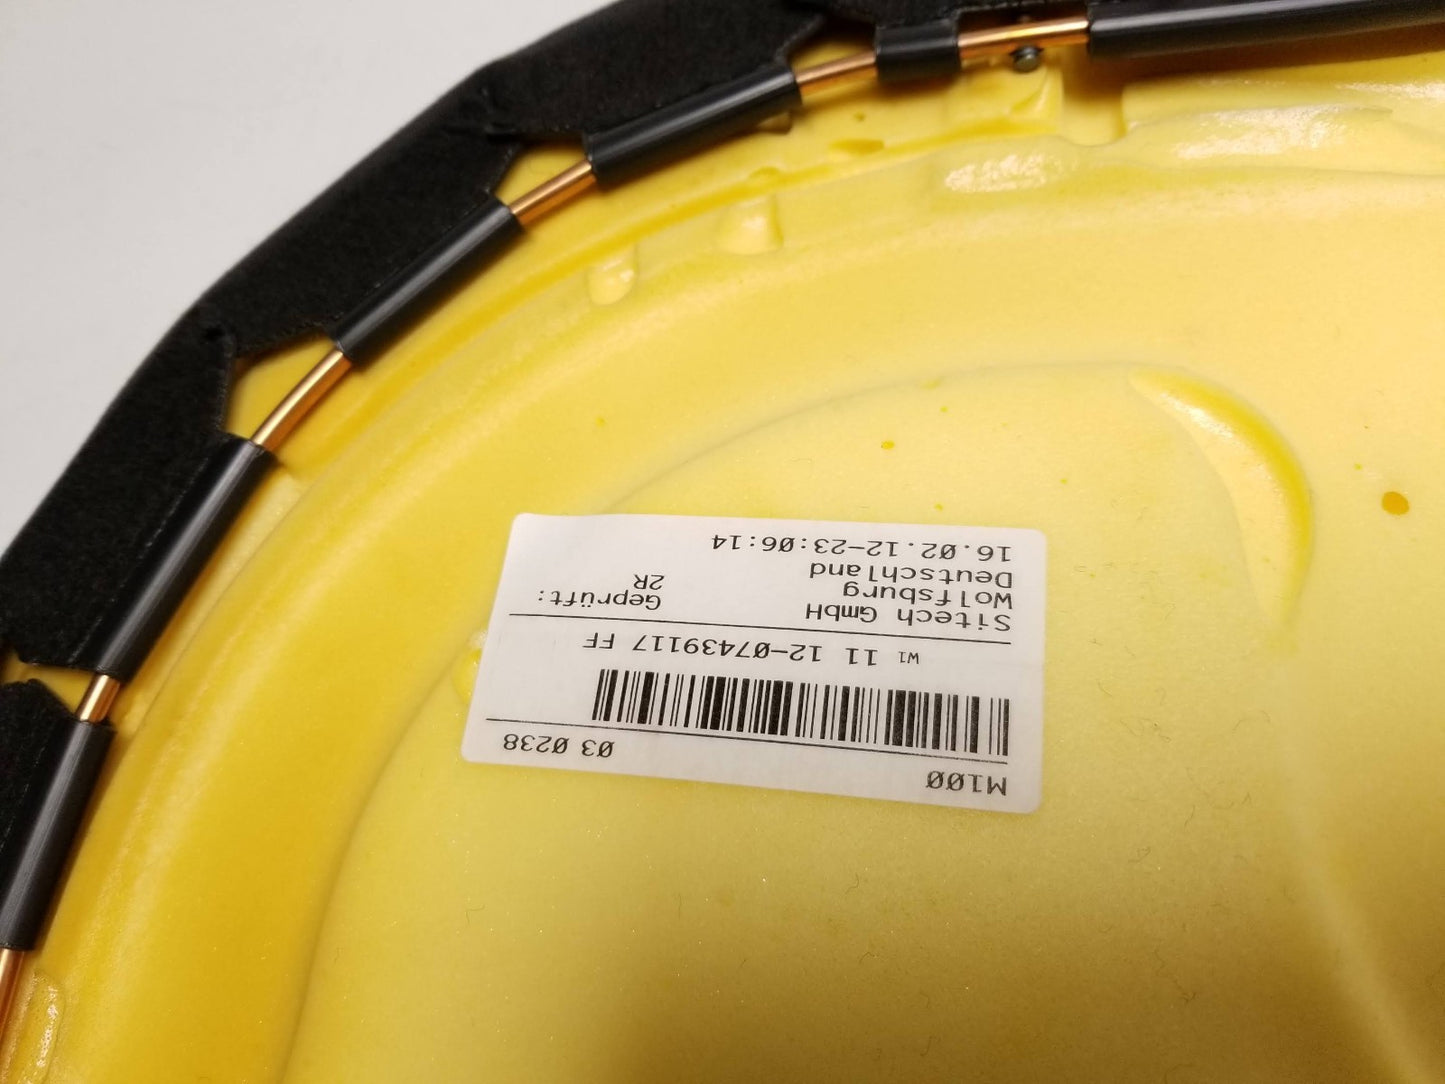 M100
03 0238
W1 11 12-07439117 FF
Sitech GmbH
Wolfsburg
Deutschland
Geprüft:
2R
16.02.12-23:06:14